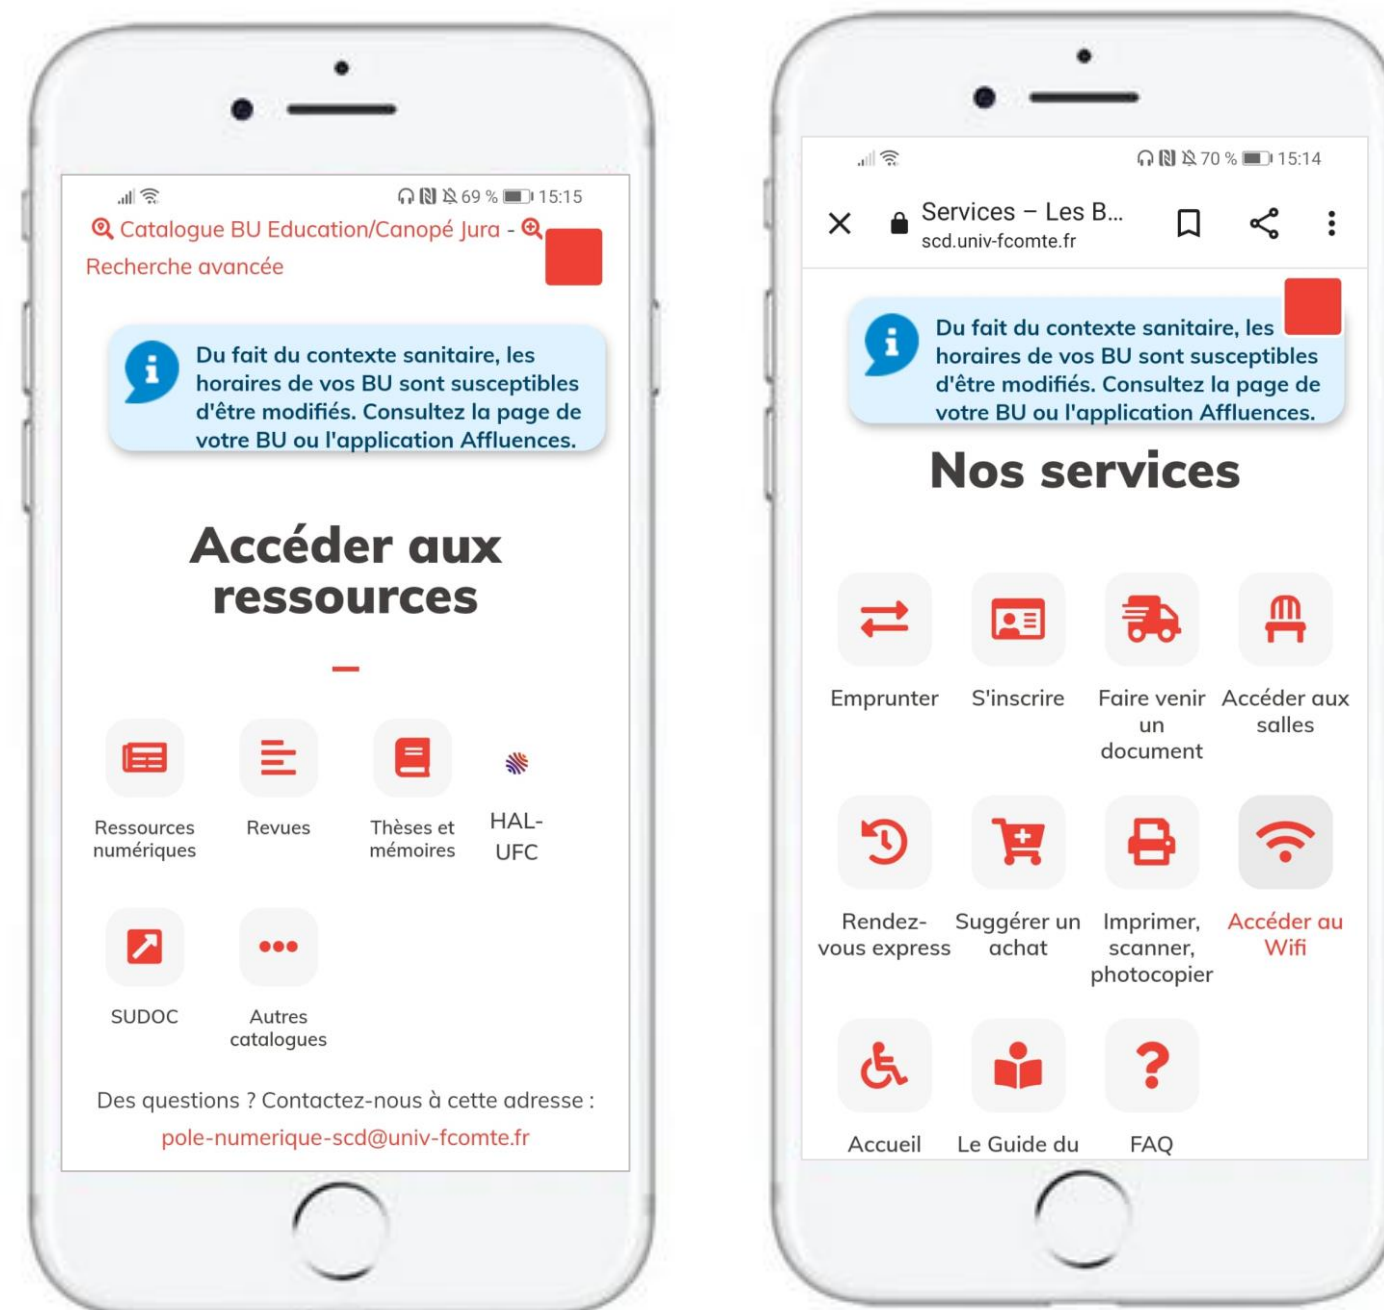 69 % 15:15
Catalogue BU Education/Canopé Jura -
Recherche avancée
Du fait du contexte sanitaire, les
horaires de vos BU sont susceptibles
d'être modifiés. Consultez la page de
votre BU ou l'application Affluences.
Accéder aux
ressources
Ressources
numériques
Revues
Thèses et
mémoires
HAL-
UFC
SUDOC
Autres
catalogues
Des questions ? Contactez-nous à cette adresse :
pole-numerique-scd@univ-fcomte.fr
70 % 15:14
Services – Les B...
scd.univ-fcomte.fr
Du fait du contexte sanitaire, les
horaires de vos BU sont susceptibles
d'être modifiés. Consultez la page de
votre BU ou l'application Affluences.
Nos services
Emprunter
S'inscrire
Faire venir
un
document
Accéder aux
salles
Rendez-
vous express
Suggérer un
achat
Imprimer,
scanner,
photocopier
Accéder au
Wifi
Accueil
Le Guide du
FAQ